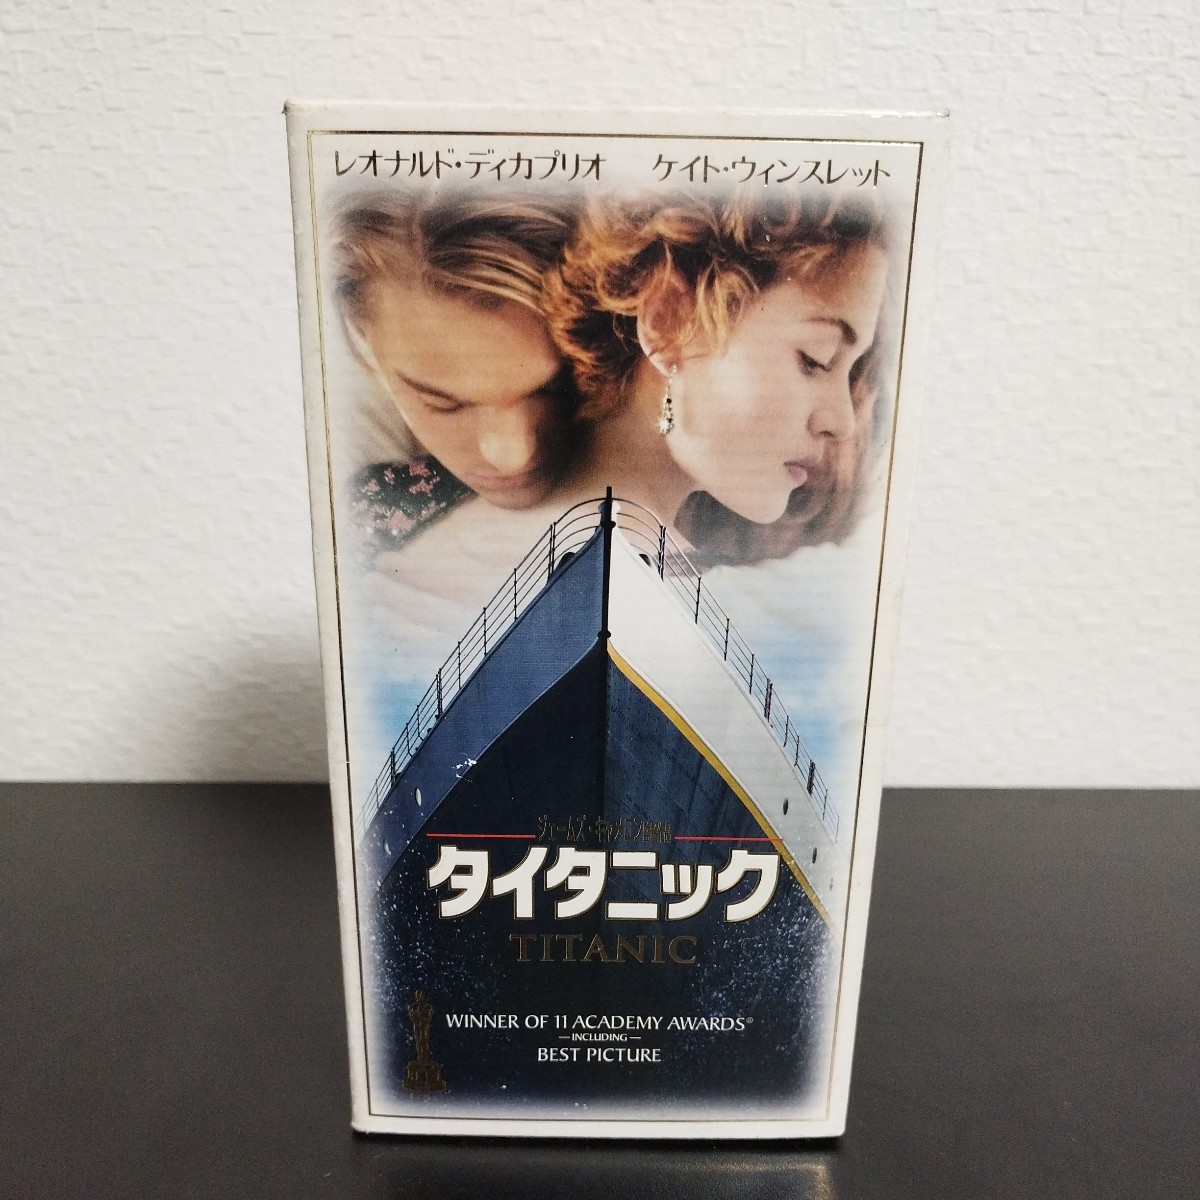 レオナルド・ディカプリオ ケイト・ウィンスレット
ジェームズ・キャメロン監督
タイタニック
TITANIC
WINNER OF 11 ACADEMY AWARDS®
—INCLUDING—
BEST PICTURE